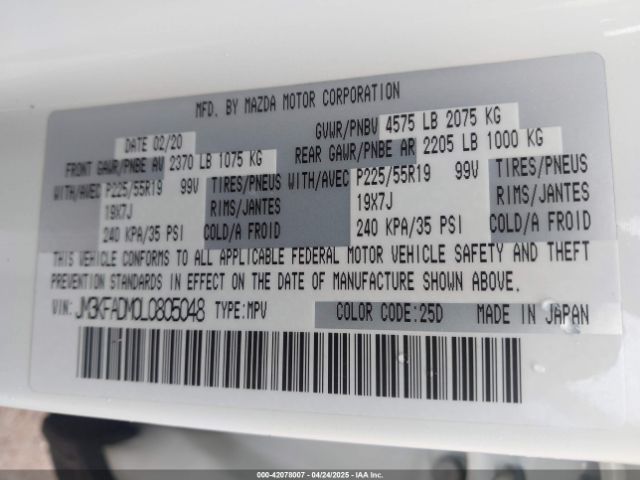 MFD. BY MAZDA MOTOR CORPORATION
DATE 02/20 GVWR/PNBV 4575 LB 2075 KG
FRONT GAWR/PNBE AV 2370 LB 1075 KG REAR GAWR/PNBE AR 2205 LB 1000 KG
WITH/AVEC P225/55R19 99V TIRES/PNEUS WITH/AVEC P225/55R19 99V TIRES/PNEUS
19X7J RIMS/JANTES 19X7J RIMS/JANTES
240 KPA/35 PSI COLD/A FROID 240 KPA/35 PSI COLD/A FROID
THIS VEHICLE CONFORMS TO ALL APPLICABLE FEDERAL MOTOR VEHICLE SAFETY AND THEFT
PREVENTION STANDARDS IN EFFECT ON THE DATE OF MANUFACTURE SHOWN ABOVE.
VIN: JM3KFADM0L0805048 TYPE:MPV COLOR CODE:25D MADE IN JAPAN
000-42078007 - 04/24/2025 - IAAI.com